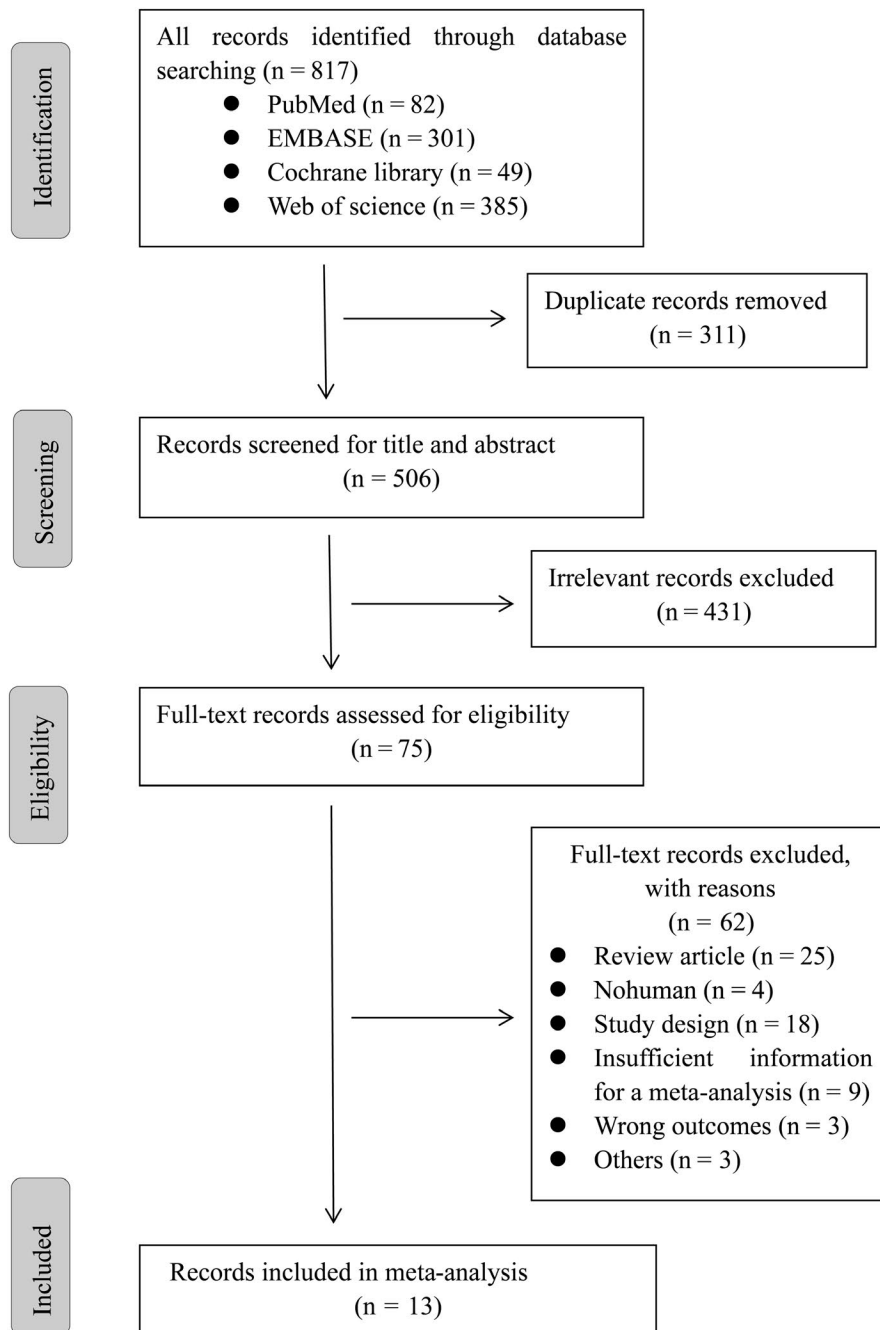 Identification
All records identified through database
searching (n = 817)
● PubMed (n = 82)
● EMBASE (n = 301)
● Cochrane library (n = 49)
● Web of science (n = 385)
Duplicate records removed
(n = 311)
Screening
Records screened for title and abstract
(n = 506)
Irrelevant records excluded
(n = 431)
Eligibility
Full-text records assessed for eligibility
(n = 75)
Full-text records excluded,
with reasons
(n = 62)
● Review article (n = 25)
● Nohuman (n = 4)
● Study design (n = 18)
● Insufficient information
for a meta-analysis (n = 9)
● Wrong outcomes (n = 3)
● Others (n = 3)
Included
Records included in meta-analysis
(n = 13)